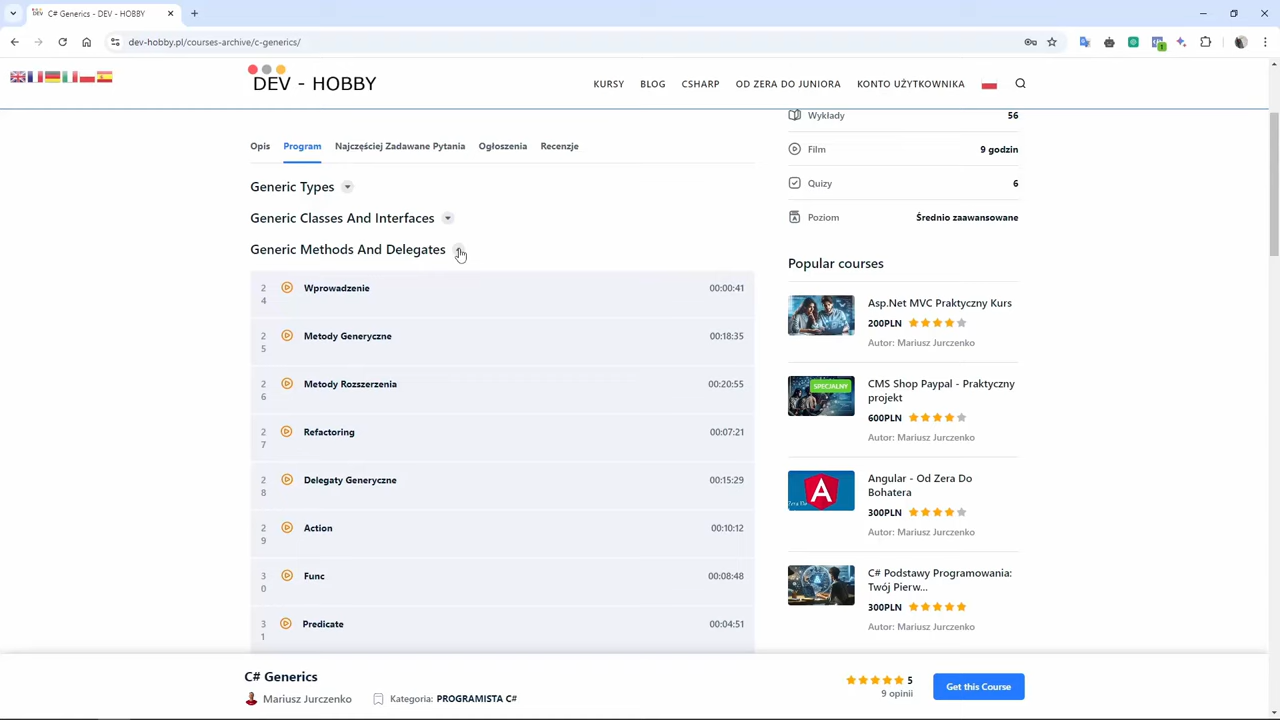 C# Generics - DEV - HOBBY
dev-hobby.pl/courses-archive/c-generics/
DEV - HOBBY
KURSY
BLOG
CSHARP
OD ZERA DO JUNIORA
KONTO UŻYTKOWNIKA
Opis
Program
Najczęściej Zadawane Pytania
Ogłoszenia
Recenzje
Generic Types
Generic Classes And Interfaces
Generic Methods And Delegates
24 Wprowadzenie 00:00:41
25 Metody Generyczne 00:18:35
26 Metody Rozszerzenia 00:20:55
27 Refactoring 00:07:21
28 Delegaty Generyczne 00:15:29
29 Action 00:10:12
30 Func 00:08:48
31 Predicate 00:04:51
Wykłady 56
Film 9 godzin
Quizy 6
Poziom Średnio zaawansowane
Popular courses
Asp.Net MVC Praktyczny Kurs
200PLN
Autor: Mariusz Jurczenko
SPECJALNY
CMS Shop Paypal - Praktyczny
projekt
600PLN
Autor: Mariusz Jurczenko
Angular - Od Zera Do
Bohatera
300PLN
Autor: Mariusz Jurczenko
C# Podstawy Programowania:
Twój Pierw...
300PLN
Autor: Mariusz Jurczenko
C# Generics
Mariusz Jurczenko
Kategoria: PROGRAMISTA C#
5
9 opinii
Get this Course